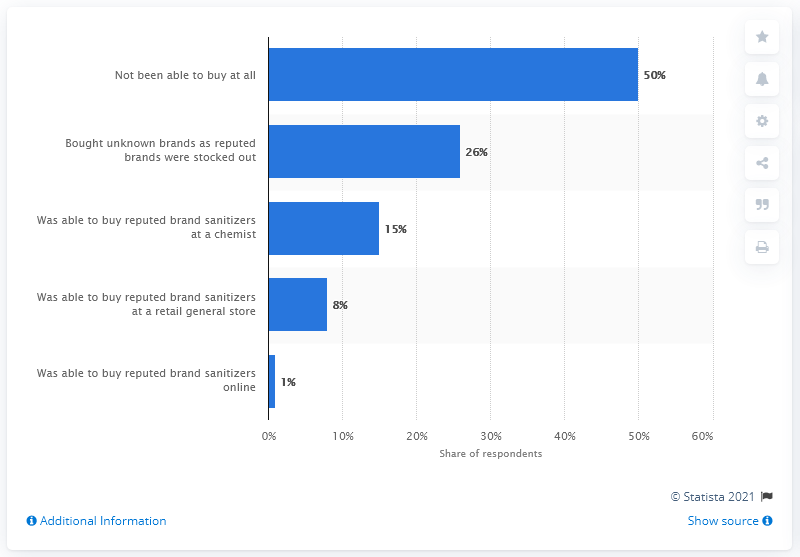 Not been able to buy at all
50%
Bought unknown brands as reputed
brands were stocked out
26%
Was able to buy reputed brand sanitizers
at a chemist
15%
Was able to buy reputed brand sanitizers
at a retail general store
8%
Was able to buy reputed brand sanitizers
online
1%
0% 10% 20% 30% 40% 50% 60%
Share of respondents
© Statista 2021
Additional Information
Show source